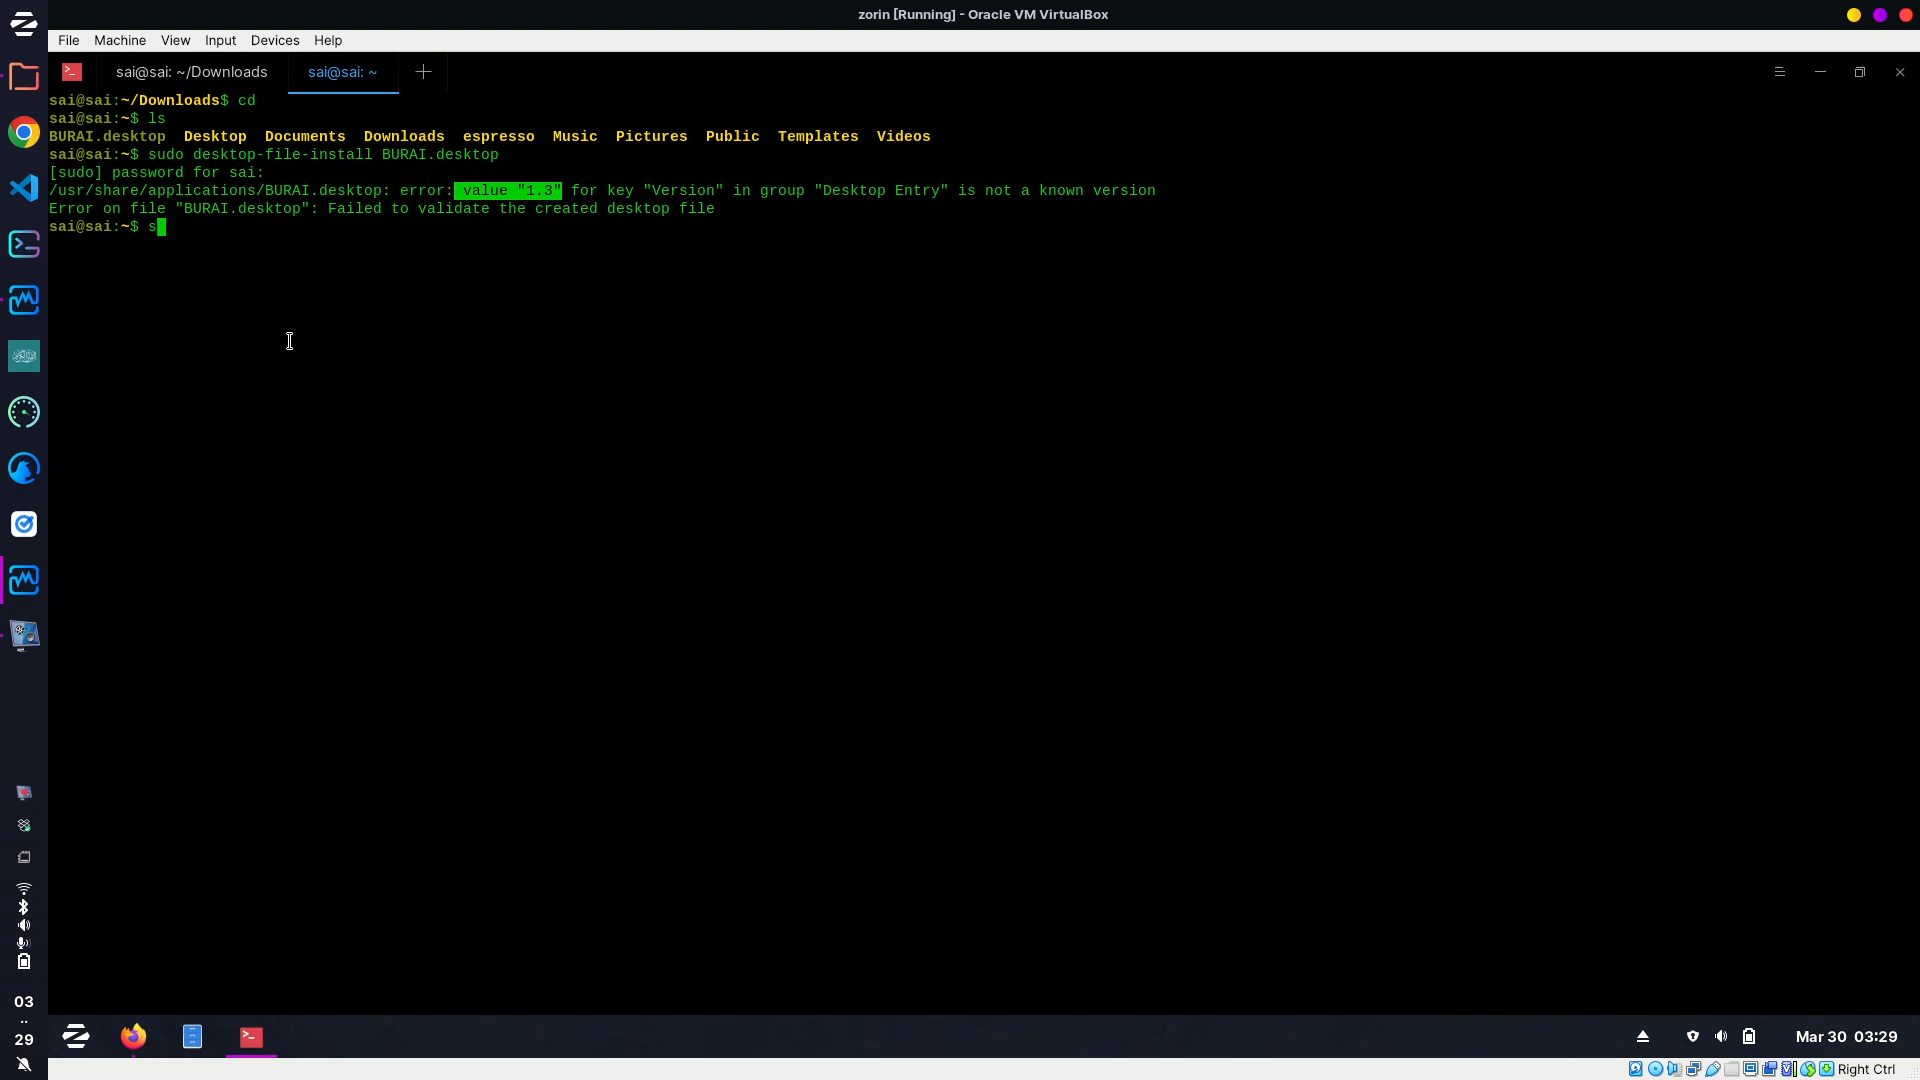 zorin [Running] - Oracle VM VirtualBox
File Machine View Input Devices Help
sai@sai: ~/Downloads sai@sai: ~
sai@sai:~/Downloads$ cd
sai@sai:~$ ls
BURAI.desktop Desktop Documents Downloads espresso Music Pictures Public Templates Videos
sai@sai:~$ sudo desktop-file-install BURAI.desktop
[sudo] password for sai:
/usr/share/applications/BURAI.desktop: error: value "1.3" for key "Version" in group "Desktop Entry" is not a known version
Error on file "BURAI.desktop": Failed to validate the created desktop file
sai@sai:~$ s
03
..
29
Mar 30 03:29
Right Ctrl